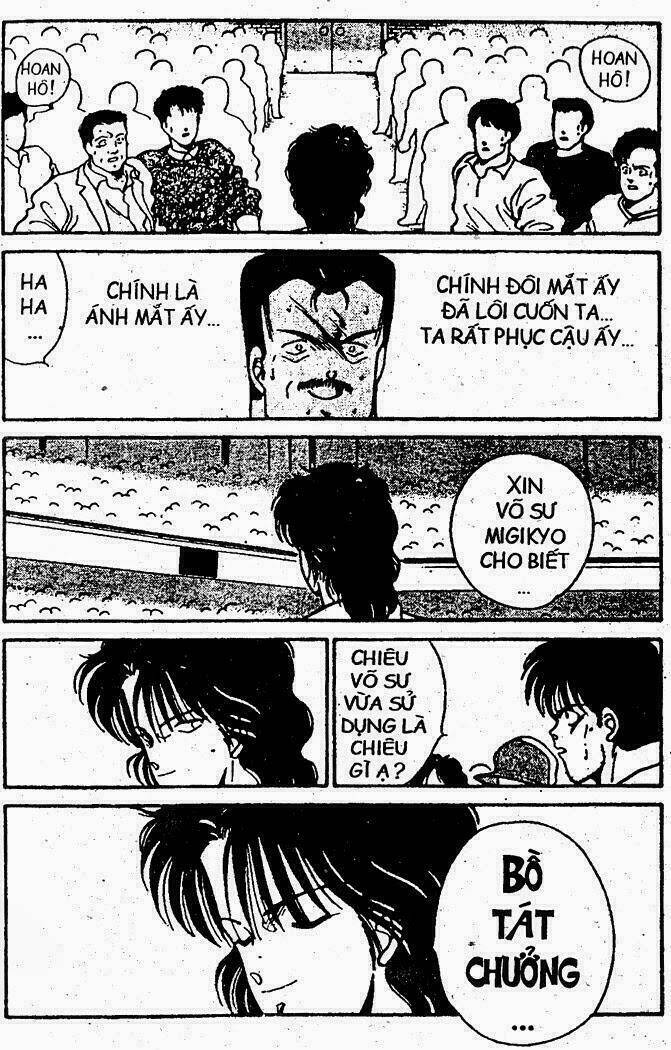 HOAN
HÔ!
HOAN
HÔ!
HA
HA
...
CHÍNH LÀ
ÁNH MẮT ẤY...
CHÍNH ĐÔI MẮT ẤY
ĐÃ LÔI CUỐN TA...
TA RẤT PHỤC CẬU ẤY...
XIN
VÕ SƯ
MIGIKYO
CHO BIẾT
...
CHIÊU
VÕ SƯ
VỪA SỬ
DỤNG LÀ
CHIÊU
GÌ Ạ?
BỒ
TÁT
CHƯỞNG
...